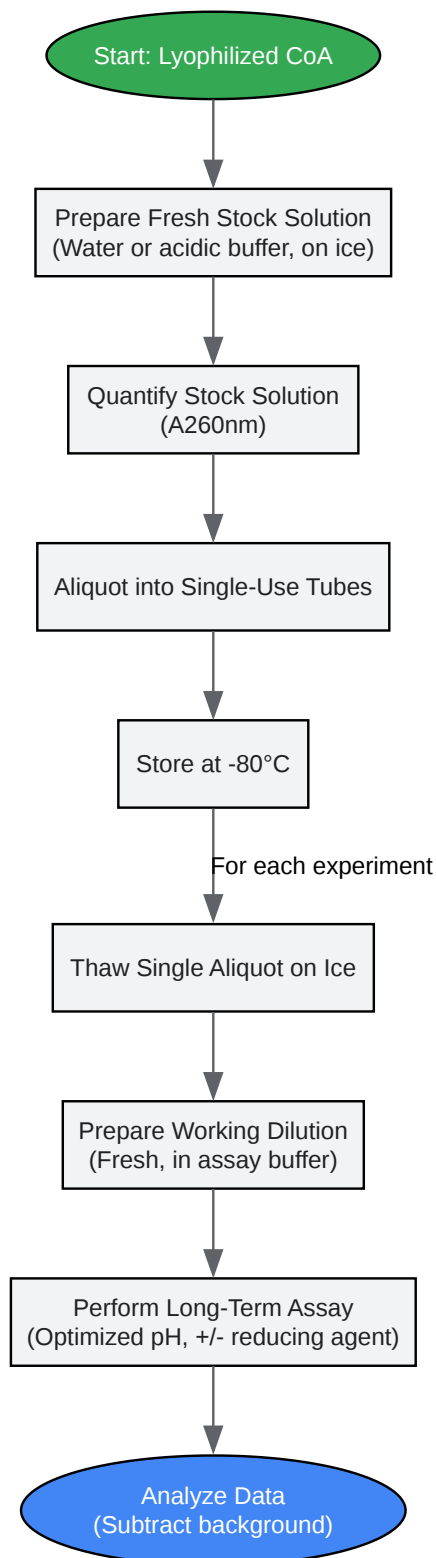 Start: Lyophilized CoA
Prepare Fresh Stock Solution
(Water or acidic buffer, on ice)
Quantify Stock Solution
(A260nm)
Aliquot into Single-Use Tubes
Store at -80°C
For each experiment
Thaw Single Aliquot on Ice
Prepare Working Dilution
(Fresh, in assay buffer)
Perform Long-Term Assay
(Optimized pH, +/- reducing agent)
Analyze Data
(Subtract background)